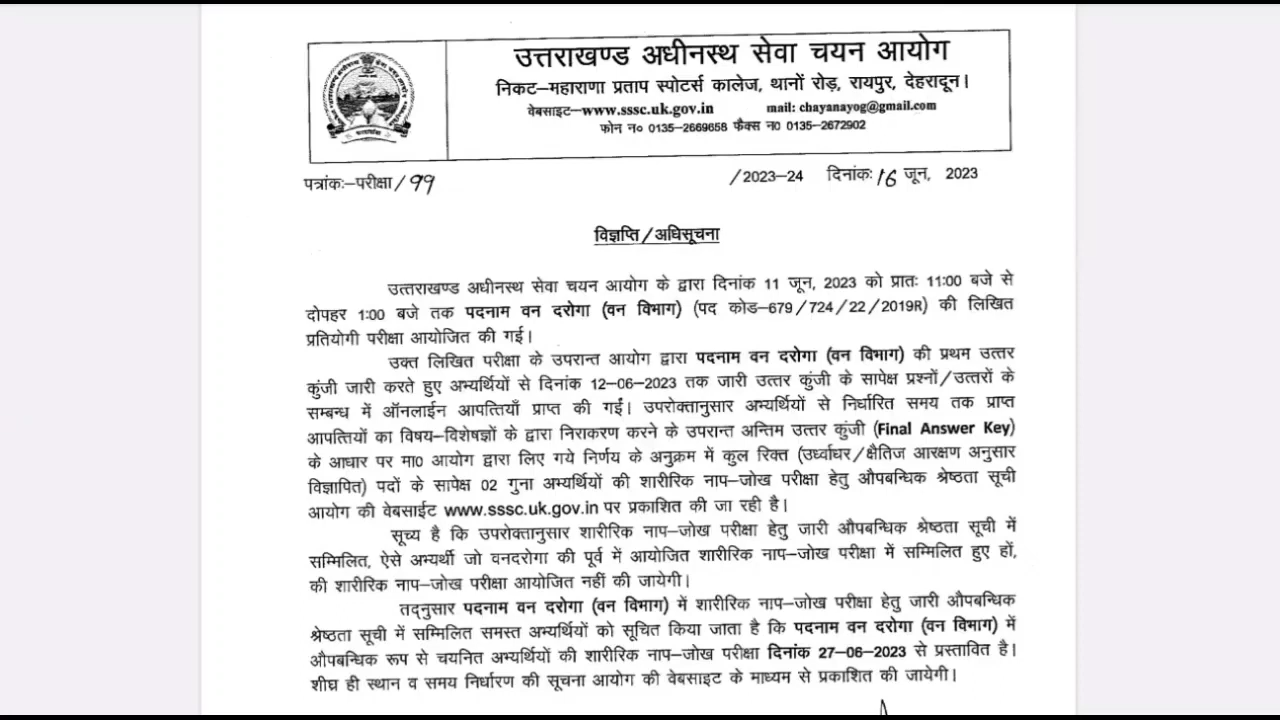 उत्तराखण्ड अधीनस्थ सेवा चयन आयोग
निकट–महाराणा प्रताप स्पोटर्स कालेज, थानों रोड़, रायपुर, देहरादून।
वेबसाइट–www.sssc.uk.gov.in mail: chayanayog@gmail.com
फोन न० 0135–2669658 फैक्स न0 0135–2672902
पत्रांकः–परीक्षा/99 /2023–24 दिनांकः 16 जून, 2023
विज्ञप्ति/अधिसूचना
उत्तराखण्ड अधीनस्थ सेवा चयन आयोग के द्वारा दिनांक 11 जून, 2023 को प्रातः 11:00 बजे से
दोपहर 1:00 बजे तक पदनाम वन दरोगा (वन विभाग) (पद कोड–679/724/22/2019R) की लिखित
प्रतियोगी परीक्षा आयोजित की गई।
उक्त लिखित परीक्षा के उपरान्त आयोग द्वारा पदनाम वन दरोगा (वन विभाग) की प्रथम उत्तर
कुंजी जारी करते हुए अभ्यर्थियों से दिनांक 12-06-2023 तक जारी उत्तर कुंजी के सापेक्ष प्रश्नों/उत्तरों के
सम्बन्ध में ऑनलाईन आपत्तियाँ प्राप्त की गईं। उपरोक्तानुसार अभ्यर्थियों से निर्धारित समय तक प्राप्त
आपत्तियों का विषय–विशेषज्ञों के द्वारा निराकरण करने के उपरान्त अन्तिम उत्तर कुंजी (Final Answer Key)
के आधार पर मा0 आयोग द्वारा लिए गये निर्णय के अनुक्रम में कुल रिक्त (उर्ध्वाधर/क्षैतिज आरक्षण अनुसार
विज्ञापित) पदों के सापेक्ष 02 गुना अभ्यर्थियों की शारीरिक नाप–जोख परीक्षा हेतु औपबन्धिक श्रेष्ठता सूची
आयोग की वेबसाईट www.sssc.uk.gov.in पर प्रकाशित की जा रही है।
सूच्य है कि उपरोक्तानुसार शारीरिक नाप–जोख परीक्षा हेतु जारी औपबन्धिक श्रेष्ठता सूची में
सम्मिलित, ऐसे अभ्यर्थी जो वनदरोगा की पूर्व में आयोजित शारीरिक नाप–जोख परीक्षा में सम्मिलित हुए हों,
की शारीरिक नाप–जोख परीक्षा आयोजित नहीं की जायेगी।
तद्नुसार पदनाम वन दरोगा (वन विभाग) में शारीरिक नाप–जोख परीक्षा हेतु जारी औपबन्धिक
श्रेष्ठता सूची में सम्मिलित समस्त अभ्यर्थियों को सूचित किया जाता है कि पदनाम वन दरोगा (वन विभाग) में
औपबन्धिक रूप से चयनित अभ्यर्थियों की शारीरिक नाप–जोख परीक्षा दिनांक 27-06-2023 से प्रस्तावित है।
शीघ्र ही स्थान व समय निर्धारण की सूचना आयोग की वेबसाइट के माध्यम से प्रकाशित की जायेगी।